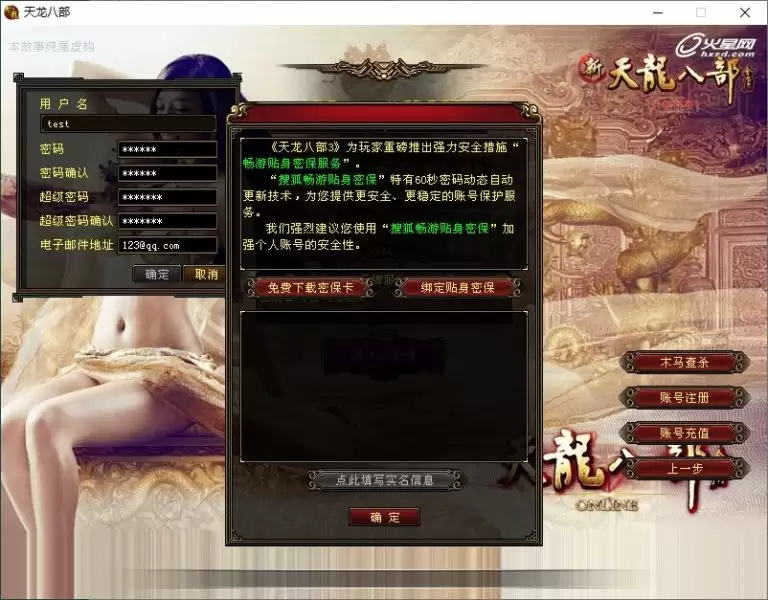 天龙八部
本故事纯属虚构
火星网
hxsd.com
新天龍八部
用户名
test
密码 ******
密码确认 ******
超级密码 *******
超级密码确认 *******
电子邮件地址 123@qq.com
确定 取消
《天龙八部3》为玩家重磅推出强力安全措施“
畅游贴身密保服务”。
“搜狐畅游贴身密保”特有60秒密码动态自动
更新技术,为您提供更安全、更稳定的账号保护服
务。
我们强烈建议您使用“搜狐畅游贴身密保”加
强个人账号的安全性。
免费下载密保卡 绑定贴身密保
点此填写实名信息
确定
木马查杀
账号注册
账号充值
上一步
天龍八部
ONLINE